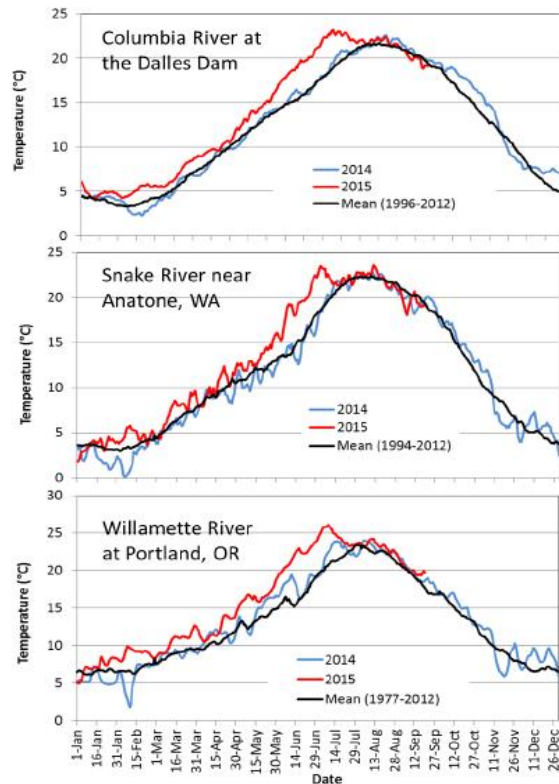 25
20
15
10
5
0
Temperature (°C)
Columbia River at
the Dalles Dam
2014
2015
Mean (1996-2012)
25
20
15
10
5
0
Temperature (°C)
Snake River near
Anatone, WA
2014
2015
Mean (1994-2012)
30
25
20
15
10
5
0
Temperature (°C)
Willamette River
at Portland, OR
2014
2015
Mean (1977-2012)
1-Jan
16-Jan
31-Jan
15-Feb
1-Mar
16-Mar
31-Mar
15-Apr
30-Apr
15-May
30-May
14-Jun
29-Jun
14-Jul
29-Jul
13-Aug
28-Aug
12-Sep
27-Sep
12-Oct
27-Oct
11-Nov
26-Nov
11-Dec
26-Dec
Date